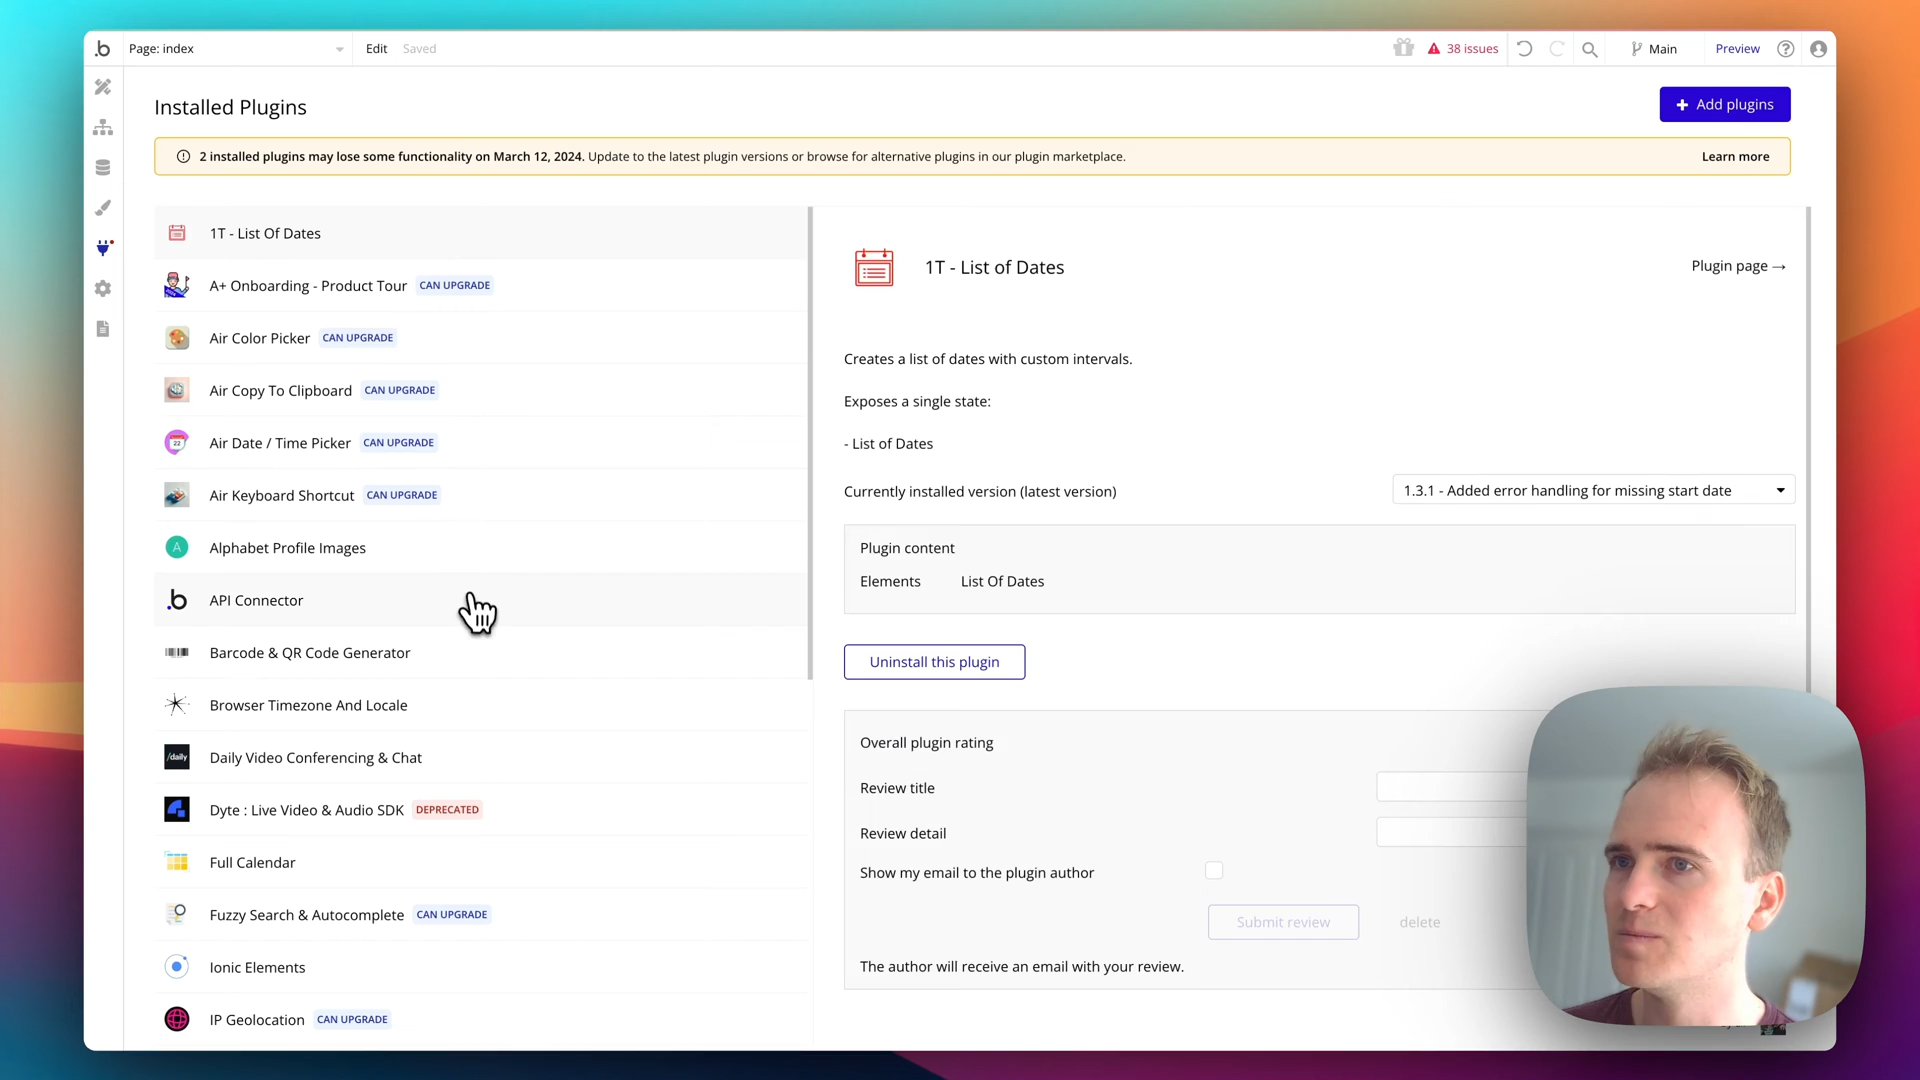 Page: index
Edit
Saved
38 issues
Main
Preview
Installed Plugins
+ Add plugins
2 installed plugins may lose some functionality on March 12, 2024. Update to the latest plugin versions or browse for alternative plugins in our plugin marketplace.
Learn more
1T - List Of Dates
A+ Onboarding - Product Tour CAN UPGRADE
Air Color Picker CAN UPGRADE
Air Copy To Clipboard CAN UPGRADE
Air Date / Time Picker CAN UPGRADE
Air Keyboard Shortcut CAN UPGRADE
Alphabet Profile Images
API Connector
Barcode & QR Code Generator
Browser Timezone And Locale
Daily Video Conferencing & Chat
Dyte : Live Video & Audio SDK DEPRECATED
Full Calendar
Fuzzy Search & Autocomplete CAN UPGRADE
Ionic Elements
IP Geolocation CAN UPGRADE
1T - List of Dates
Plugin page →
Creates a list of dates with custom intervals.
Exposes a single state:
- List of Dates
Currently installed version (latest version)
1.3.1 - Added error handling for missing start date
Plugin content
Elements List Of Dates
Uninstall this plugin
Overall plugin rating
Review title
Review detail
Show my email to the plugin author
Submit review
delete
The author will receive an email with your review.